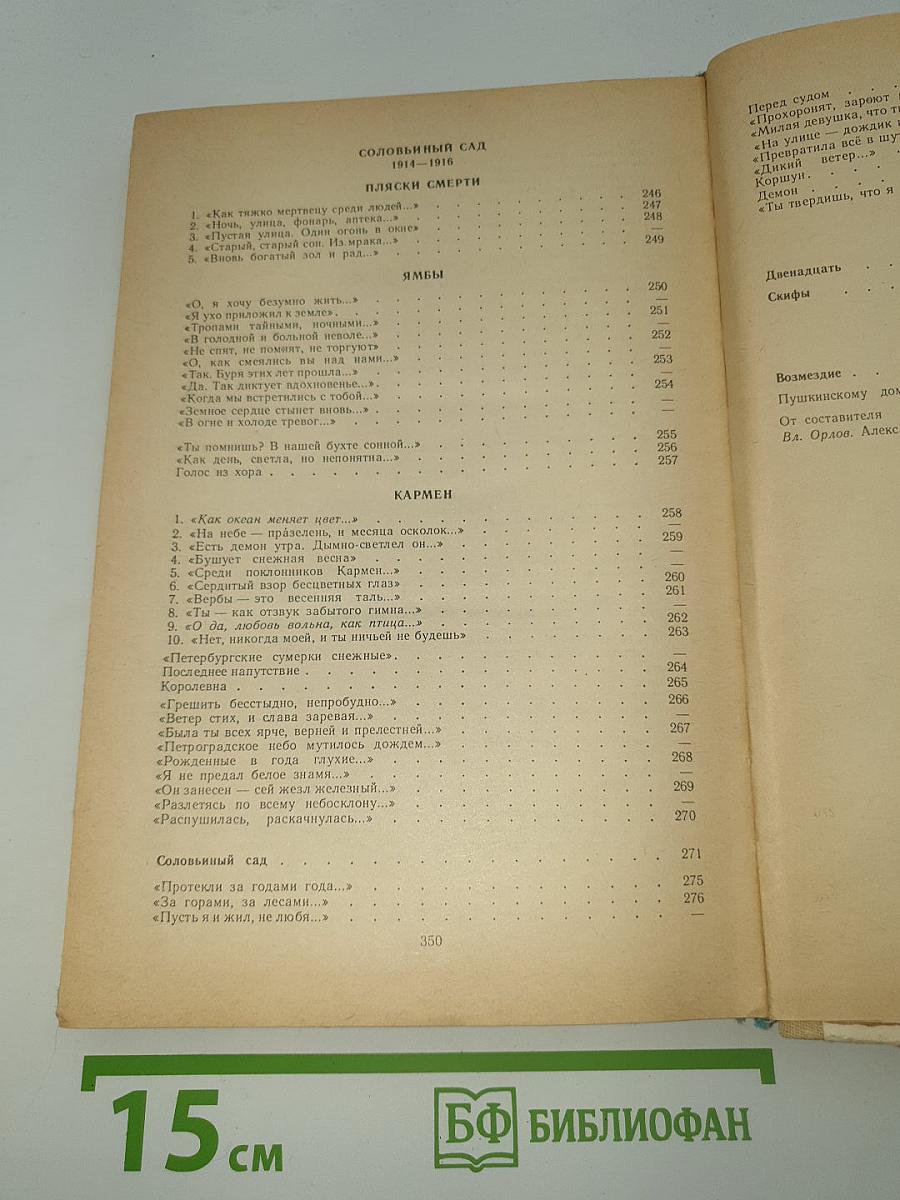 СОЛОВЬИНЫЙ САД
1914—1916
ПЛЯСКИ СМЕРТИ
1. «Как тяжко мертвецу среди людей...» 246
2. «Ночь, улица, фонарь, аптека...» 247
3. «Пустая улица. Один огонь в окне» 248
4. «Старый, старый сон. Из мрака...» —
5. «Вновь богатый зол и рад...» 249
ЯМБЫ
«О, я хочу безумно жить...» 250
«Я ухо приложил к земле» —
«Тропами тайными, ночными...» 251
«В голодной и больной неволе...» —
«Не спят, не помнят, не торгуют» 252
«О, как смеялись вы над нами...» —
«Так. Буря этих лет прошла...» 253
«Да. Так диктует вдохновенье...» —
«Когда мы встретились с тобой...» 254
«Земное сердце стынет вновь...» —
«В огне и холоде тревог...» —
«Ты помнишь? В нашей бухте сонной...» 255
«Как день, светла, но непонятна...» 256
Голос из хора 257
КАРМЕН
1. «Как океан меняет цвет...» 258
2. «На небе — пра́зелень, и месяца осколок...» —
3. «Есть демон утра. Дымно-светлел он...» 259
4. «Бушует снежная весна» —
5. «Среди поклонников Кармен...» —
6. «Сердитый взор бесцветных глаз» 260
7. «Вербы — это весенняя таль...» 261
8. «Ты — как отзвук забытого гимна...» —
9. «О да, любовь вольна, как птица...» 262
10. «Нет, никогда моей, и ты ничьей не будешь» 263
«Петербургские сумерки снежные» —
Последнее напутствие 264
Королевна 265
«Грешить бесстыдно, непробудно...» 266
«Ветер стих, и слава заревая...» —
«Была ты всех ярче, верней и прелестней...» 267
«Петроградское небо мутилось дождем...» —
«Рожденные в года глухие...» 268
«Я не предал белое знамя...» —
«Он занесен — сей жезл железный...» 269
«Разлетясь по всему небосклону...» —
«Распушилась, раскачнулась...» 270
Соловьиный сад 271
«Протекли за годами года...» 275
«За горами, за лесами...» 276
«Пусть я и жил, не любя...» —
350
Перед судом
«Прохоронят, зароют
«Милая девушка, что
«На улице — дождик
«Превратила всё в
«Дикий ветер...»
Коршун
Демон
«Ты твердишь, что я
Двенадцать
Скифы
Возмездие
Пушкинскому
От составителя
Вл. Орлов.
15 см
БФ БИБЛИОФАН